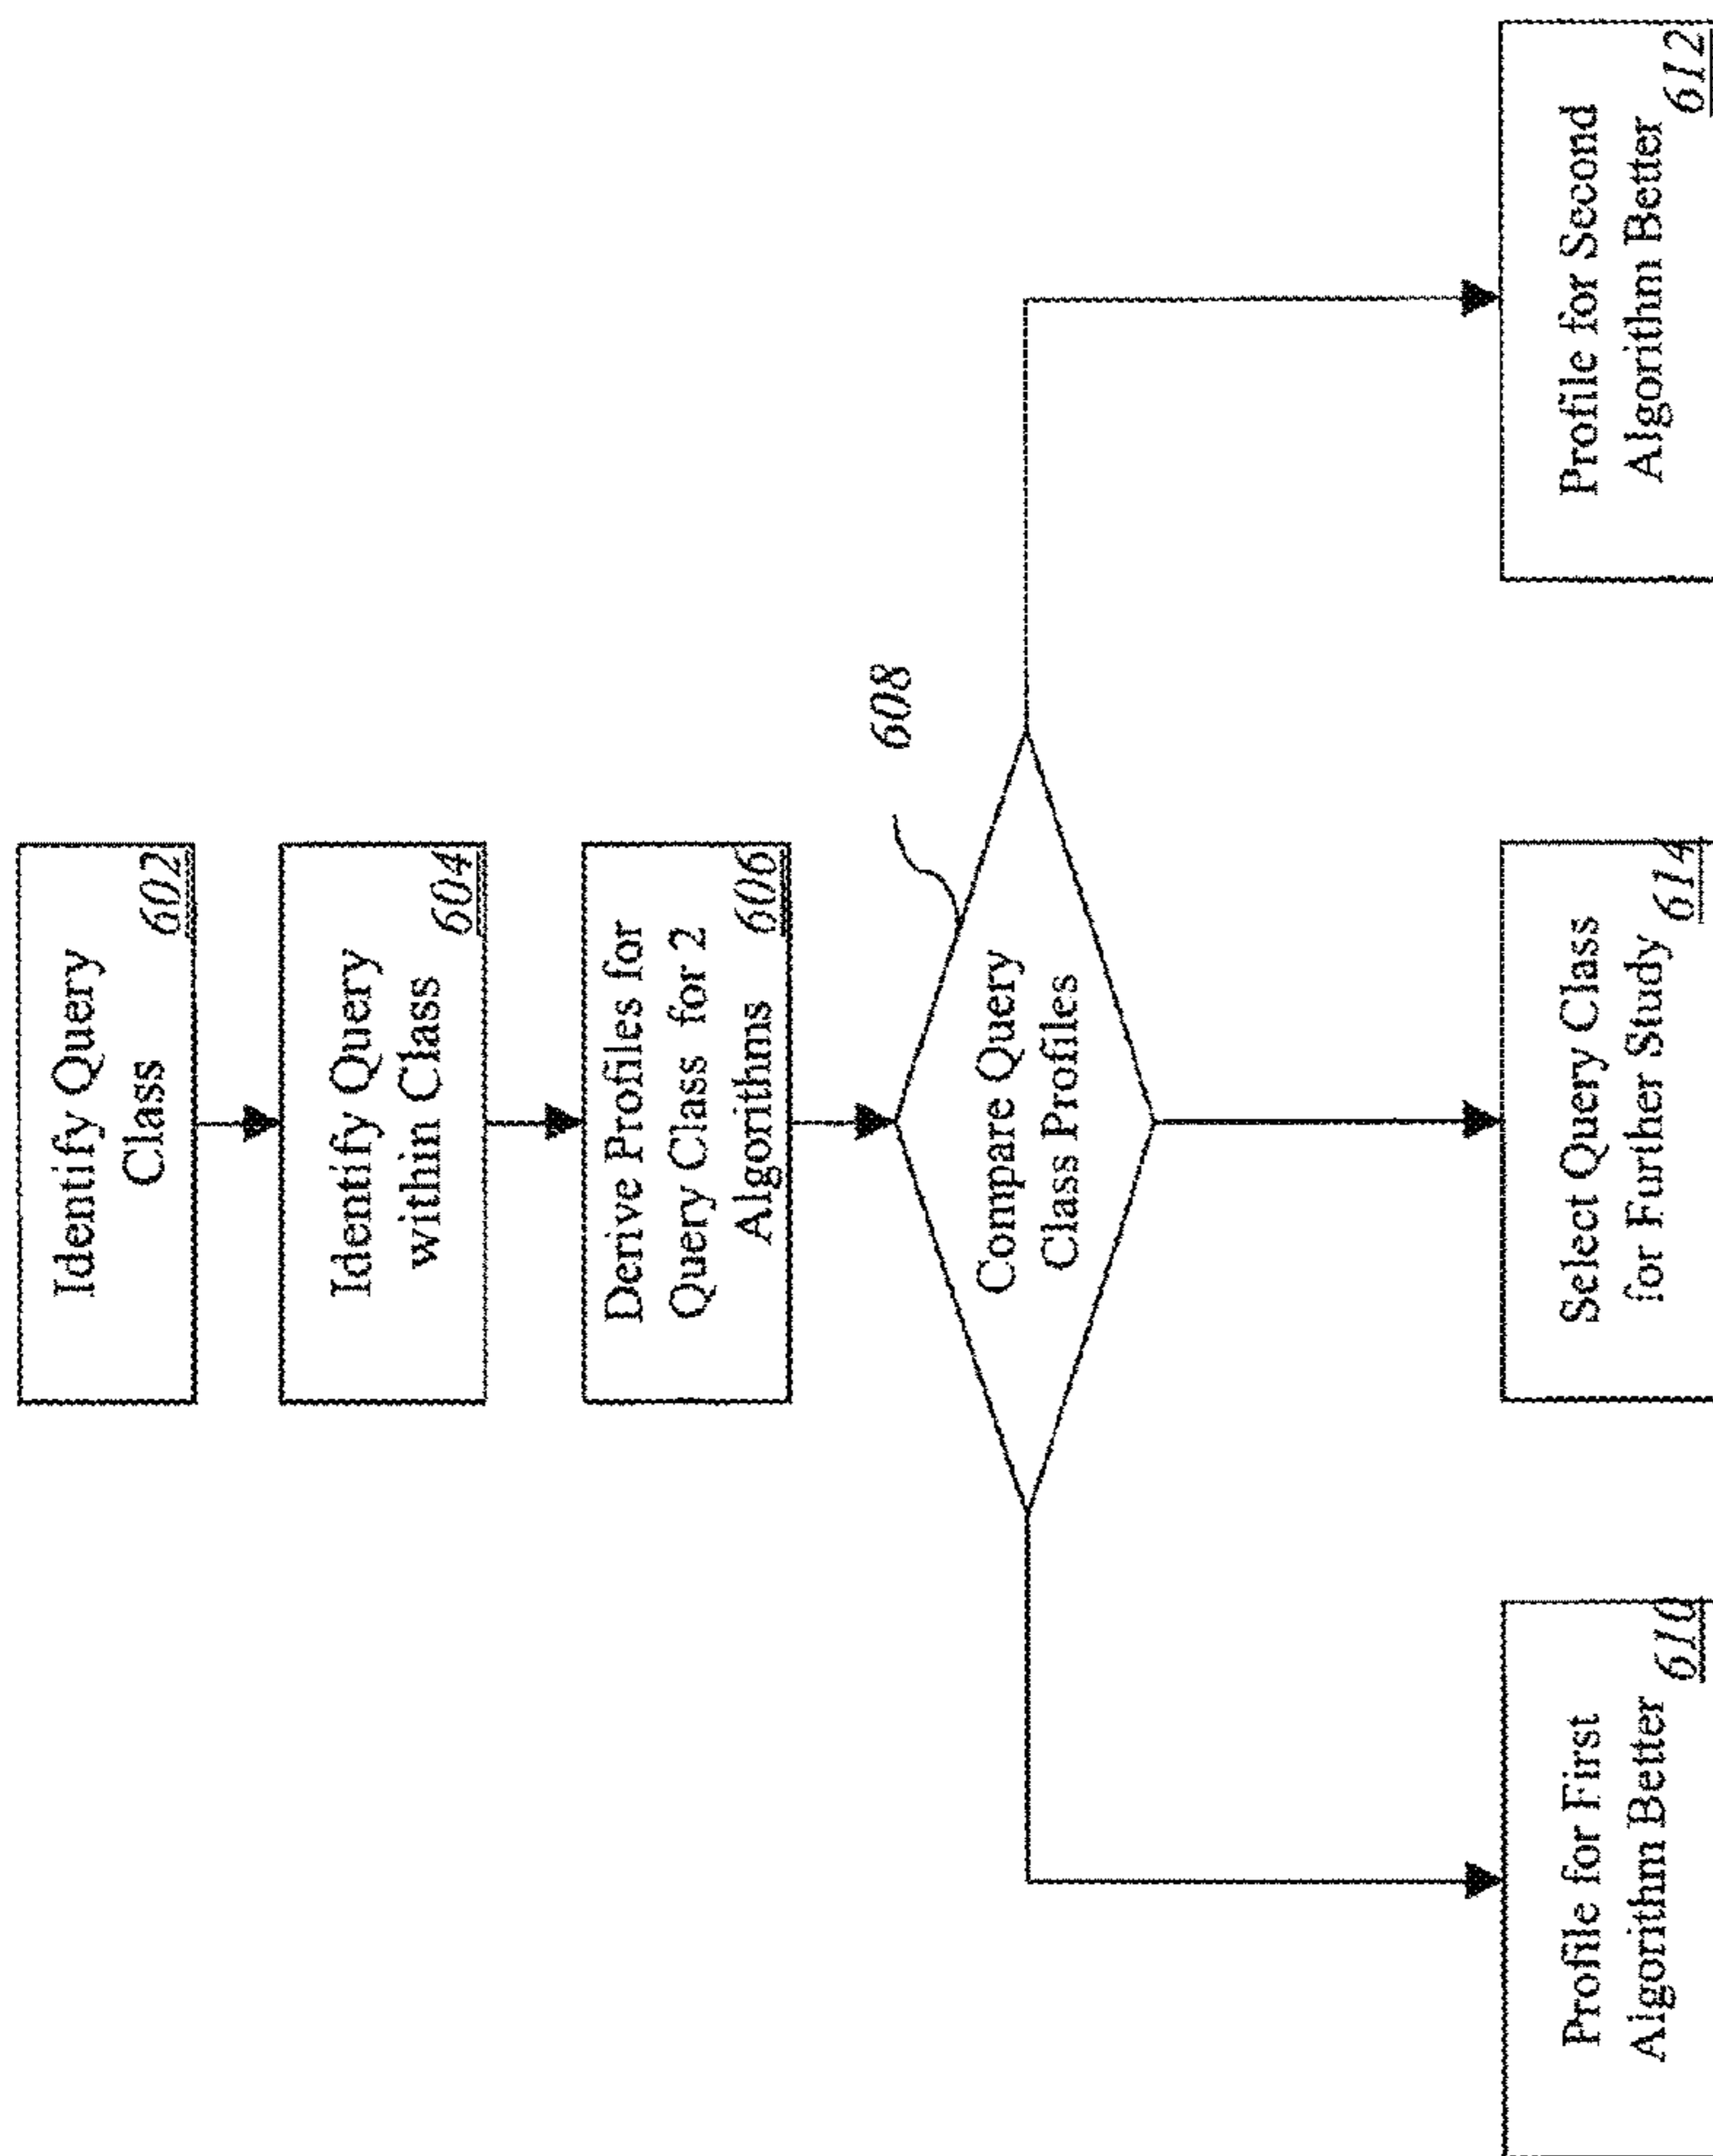 Identify Query
Class
602
Identify Query
within Class
604
Derive Profiles for
Query Class for 2
Algorithms
606
608
Compare Query
Class Profiles
Profile for First
Algorithm Better
610
Select Query Class
for Further Study
614
Profile for Second
Algorithm Better
612